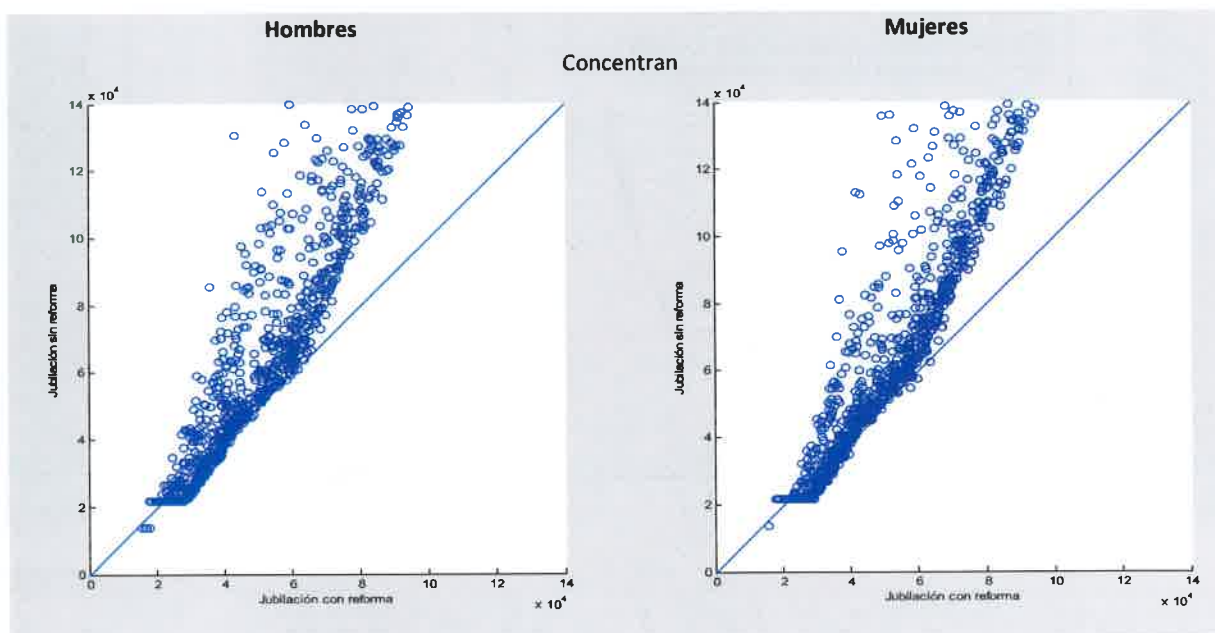 Hombres
Mujeres
Concentran
x 10⁴
14
12
10
8
6
4
2
0
Jubilación sin reforma
0 2 4 6 8 10 12 14
Jubilación con reforma
x 10⁴
x 10⁴
14
12
10
8
6
4
2
0
Jubilación sin reforma
0 2 4 6 8 10 12 14
Jubilación con reforma
x 10⁴